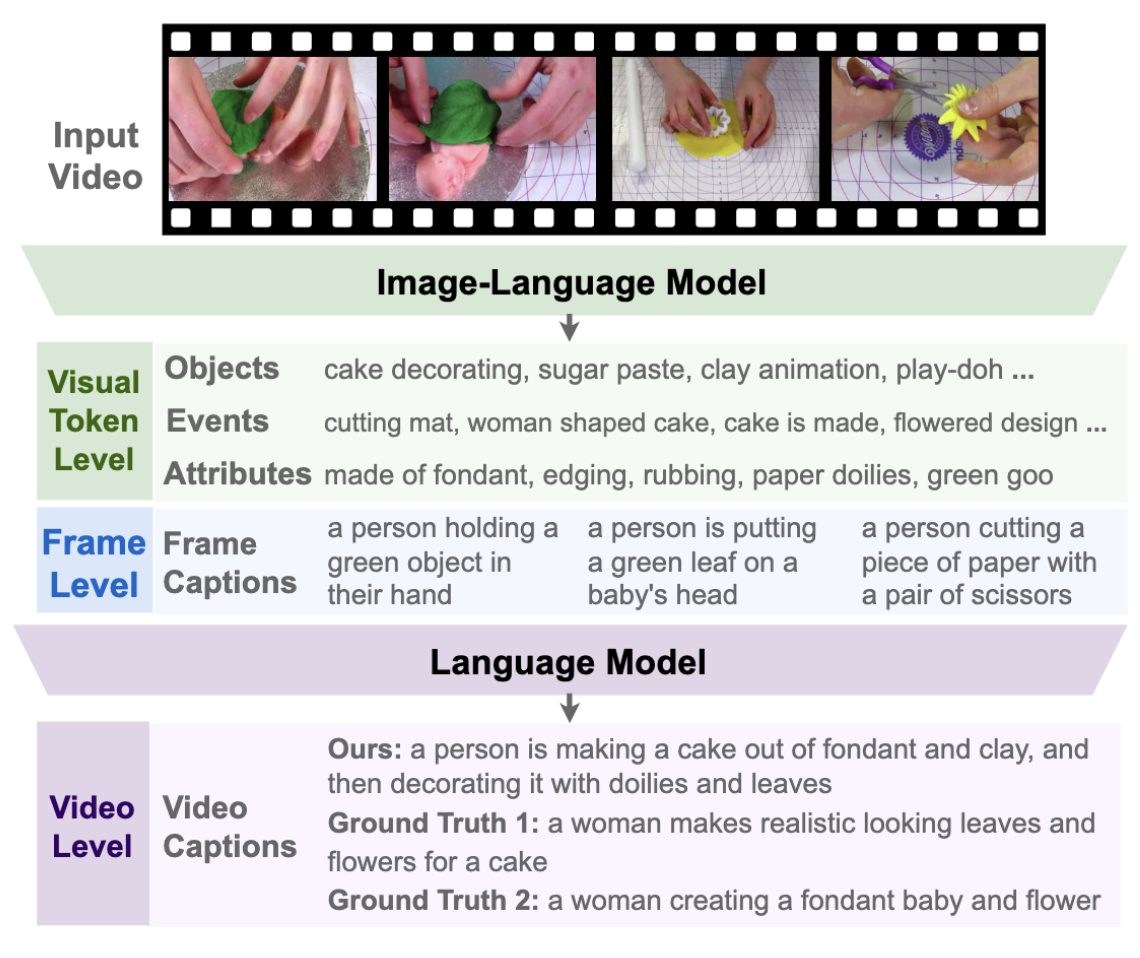 Input
Video
Image-Language Model
Visual
Token
Level
Objects cake decorating, sugar paste, clay animation, play-doh ...
Events cutting mat, woman shaped cake, cake is made, flowered design ...
Attributes made of fondant, edging, rubbing, paper doilies, green goo
Frame
Level
Frame
Captions
a person holding a
green object in
their hand
a person is putting
a green leaf on a
baby's head
a person cutting a
piece of paper with
a pair of scissors
Language Model
Video
Level
Video
Captions
Ours: a person is making a cake out of fondant and clay, and
then decorating it with doilies and leaves
Ground Truth 1: a woman makes realistic looking leaves and
flowers for a cake
Ground Truth 2: a woman creating a fondant baby and flower